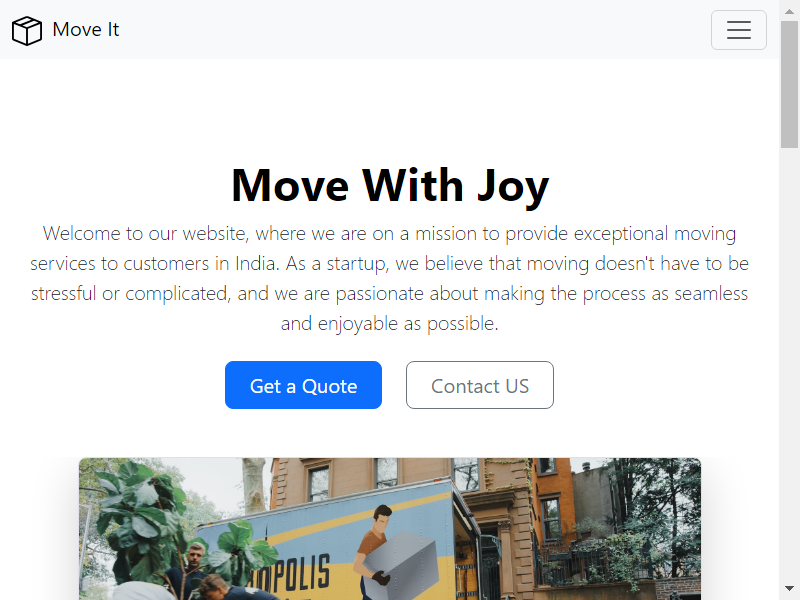 Move It
Move With Joy
Welcome to our website, where we are on a mission to provide exceptional moving
services to customers in India. As a startup, we believe that moving doesn't have to be
stressful or complicated, and we are passionate about making the process as seamless
and enjoyable as possible.
Get a Quote
Contact US